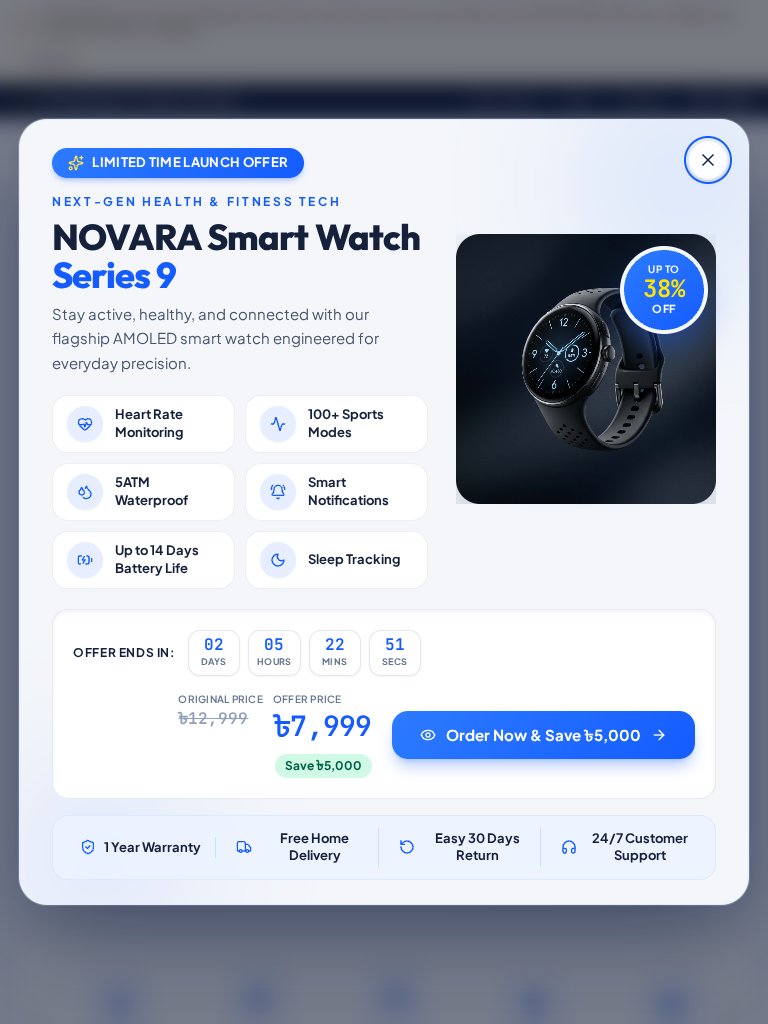 LIMITED TIME LAUNCH OFFER
NEXT-GEN HEALTH & FITNESS TECH
NOVARA Smart Watch
Series 9
Stay active, healthy, and connected with our
flagship AMOLED smart watch engineered for
everyday precision.
UP TO
38%
OFF
12
9
3
Heart Rate
Monitoring
100+ Sports
Modes
5ATM
Waterproof
Smart
Notifications
Up to 14 Days
Battery Life
Sleep Tracking
OFFER ENDS IN:
02
DAYS
05
HOURS
22
MINS
51
SECS
ORIGINAL PRICE
৳12,999
OFFER PRICE
৳7,999
Save ৳5,000
Order Now & Save ৳5,000
1 Year Warranty
Free Home
Delivery
Easy 30 Days
Return
24/7 Customer
Support